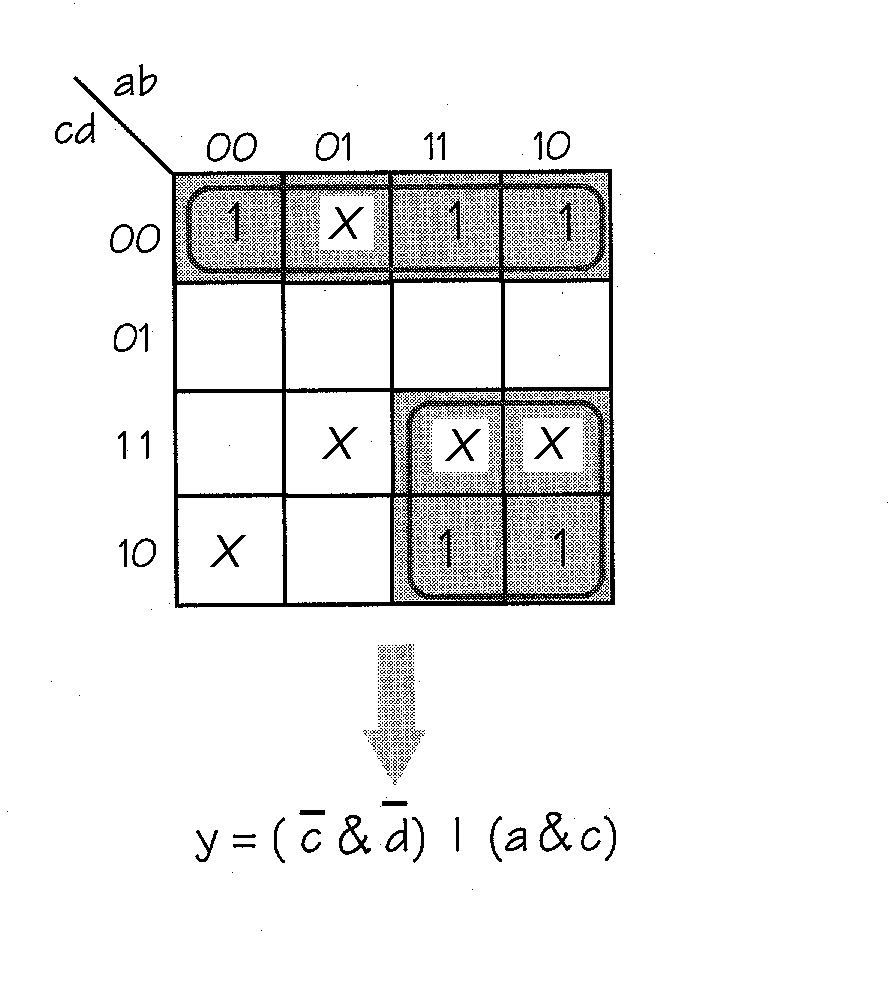 ab
cd
00 01 11 10
00 1 X 1 1
01
11 X X X
10 X 1 1
y = ( c̅ & d̅ ) | (a & c)